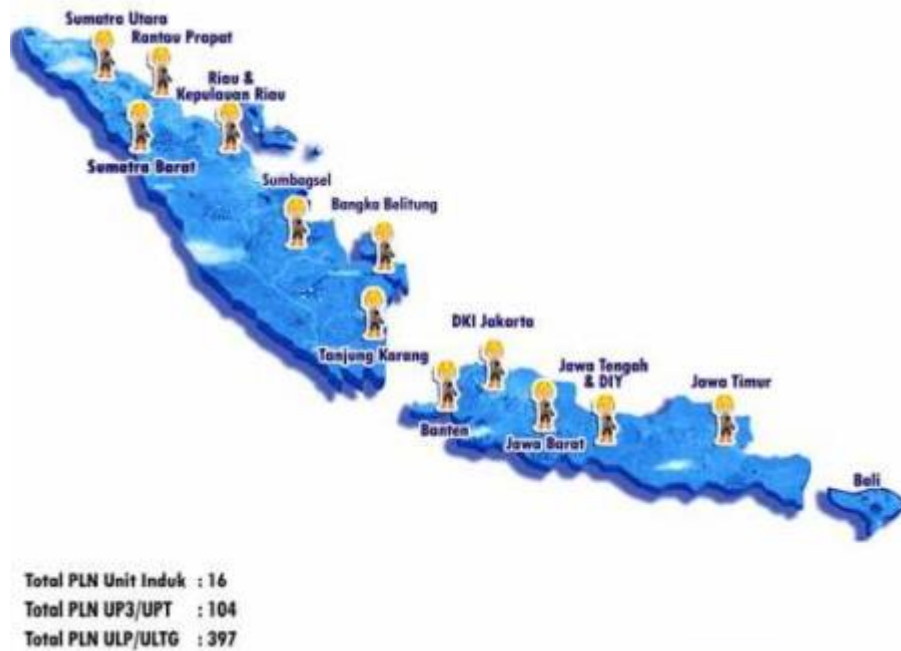 Sumatra Utara
Rantau Prapat
Riau &
Kepulauan Riau
Sumatra Barat
Sumbagsel
Bangka Belitung
Tanjung Karang
DKI Jakarta
Jawa Tengah
& DIY
Jawa Timur
Banten
Jawa Barat
Bali
Total PLN Unit Induk : 16
Total PLN UP3/UPT : 104
Total PLN ULP/ULTG : 397